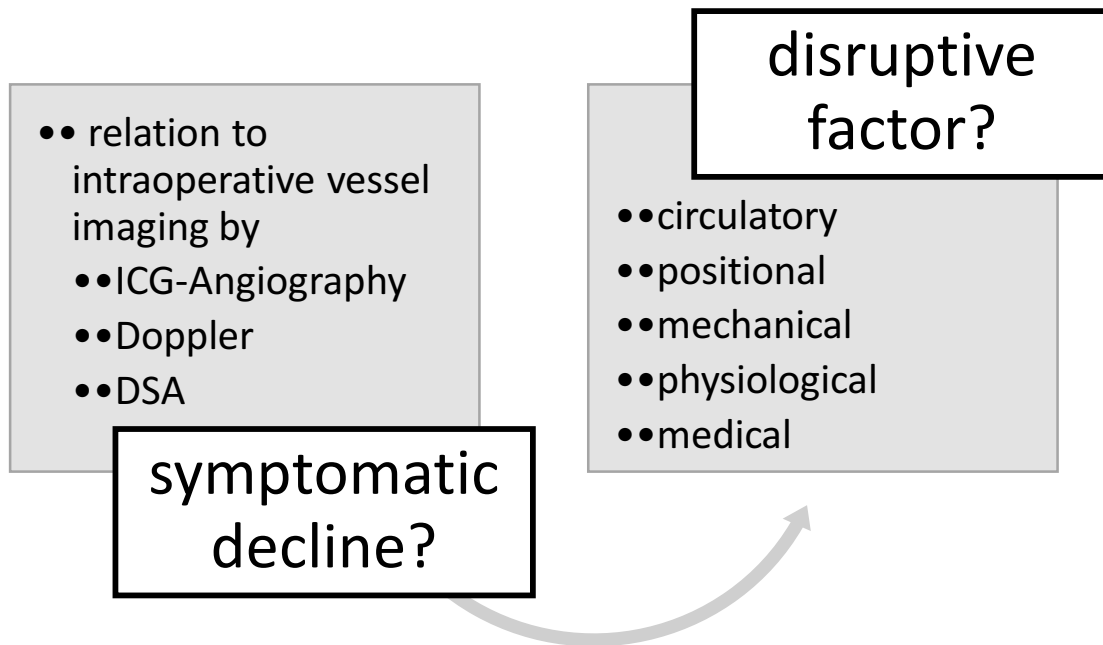 •• relation to
intraoperative vessel
imaging by
••ICG-Angiography
••Doppler
••DSA
symptomatic
decline?
disruptive
factor?
••circulatory
••positional
••mechanical
••physiological
••medical